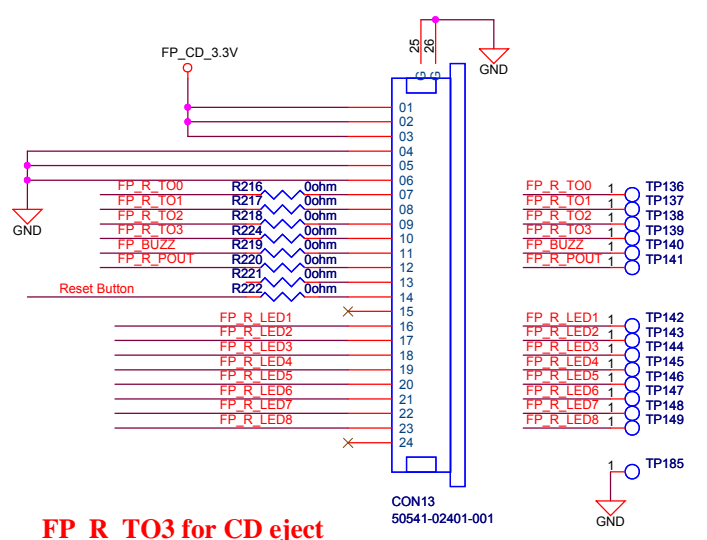 25 26
GND
FP_CD_3.3V
G G
01
02
03
04
05
06
FP_R_TO0 R216 0ohm 07
FP_R_TO1 R217 0ohm 08
FP_R_TO2 R218 0ohm 09
FP_R_TO3 R224 0ohm 10
FP_BUZZ R219 0ohm 11
FP_R_POUT R220 0ohm 12
R221 0ohm 13
Reset Button R222 0ohm 14
GND
15
FP_R_LED1 16
FP_R_LED2 17
FP_R_LED3 18
FP_R_LED4 19
FP_R_LED5 20
FP_R_LED6 21
FP_R_LED7 22
FP_R_LED8 23
24
FP_R_TO0 1 TP136
FP_R_TO1 1 TP137
FP_R_TO2 1 TP138
FP_R_TO3 1 TP139
FP_BUZZ 1 TP140
FP_R_POUT 1 TP141
FP_R_LED1 1 TP142
FP_R_LED2 1 TP143
FP_R_LED3 1 TP144
FP_R_LED4 1 TP145
FP_R_LED5 1 TP146
FP_R_LED6 1 TP147
FP_R_LED7 1 TP148
FP_R_LED8 1 TP149
1 TP185
GND
CON13
50541-02401-001
FP_R_TO3 for CD eject